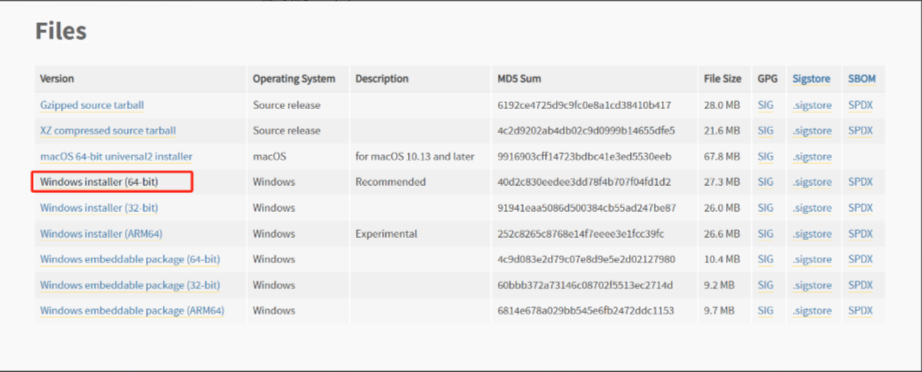 Files
Version Operating System Description MD5 Sum File Size GPG Sigstore SBOM
Gzipped source tarball Source release 6192ce4725d9c9fc0e8a1cd38410b417 28.0 MB SIG .sigstore SPDX
XZ compressed source tarball Source release 4c2d9202ab4db02c9d0999b14655dfe5 21.6 MB SIG .sigstore SPDX
macOS 64-bit universal2 installer macOS for macOS 10.13 and later 9916903cff14723bdbc41e3ed5530eeb 67.8 MB SIG .sigstore
Windows installer (64-bit) Windows Recommended 40d2c830eedee3dd78f4b707f04fd1d2 27.3 MB SIG .sigstore SPDX
Windows installer (32-bit) Windows 91941eaa5086d500384cb55ad247be87 26.0 MB SIG .sigstore SPDX
Windows installer (ARM64) Windows Experimental 252c8265c8768e14f7eeee3e1fcc39fc 26.6 MB SIG .sigstore SPDX
Windows embeddable package (64-bit) Windows 4c9d083e2d79c07e8d9e5e2d02127980 10.4 MB SIG .sigstore SPDX
Windows embeddable package (32-bit) Windows 60bbb372a73146c08702f5513ec2714d 9.2 MB SIG .sigstore SPDX
Windows embeddable package (ARM64) Windows 6814e678a029bb545e6fb2472ddc1153 9.7 MB SIG .sigstore SPDX